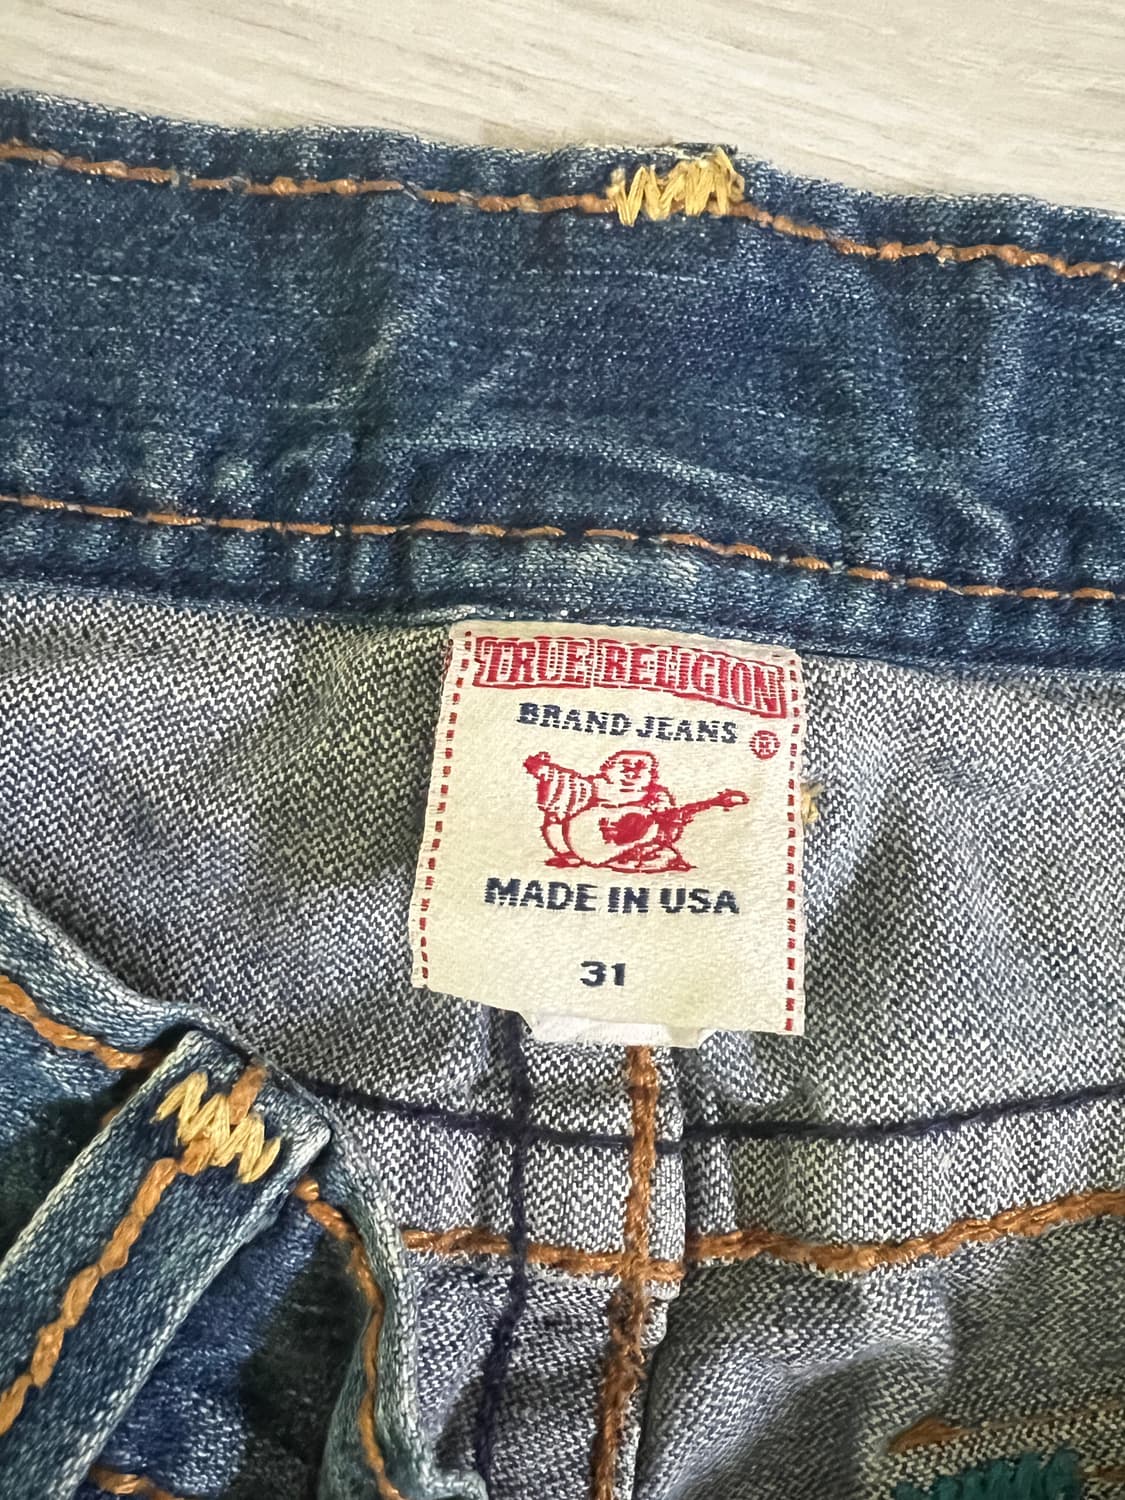 TRUE RELIGION
BRAND JEANS
®
MADE IN USA
31